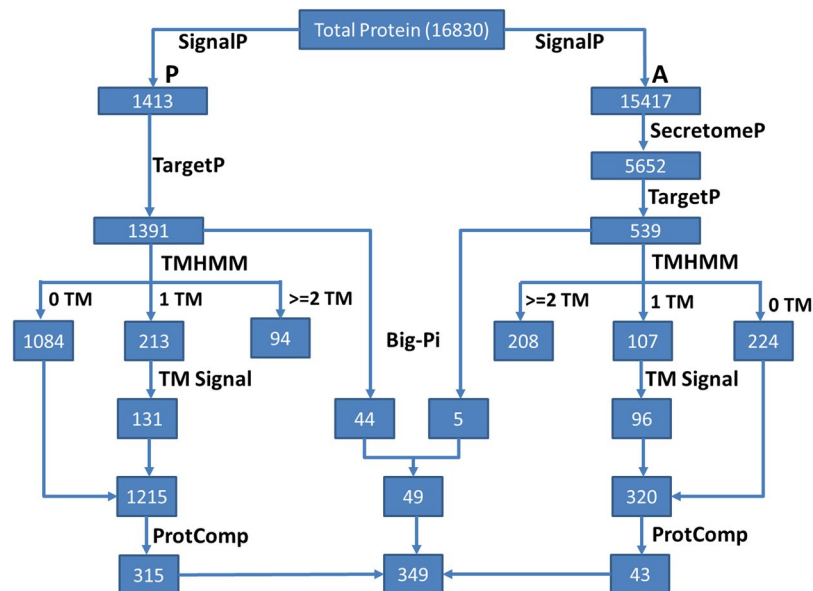 Total Protein (16830)
SignalP
SignalP
P
A
1413
15417
SecretomeP
TargetP
5652
TargetP
1391
539
TMHMM
TMHMM
0 TM
1 TM
>=2 TM
>=2 TM
1 TM
0 TM
1084
213
94
Big-Pi
208
107
224
TM Signal
TM Signal
131
44
5
96
1215
49
320
ProtComp
ProtComp
315
349
43